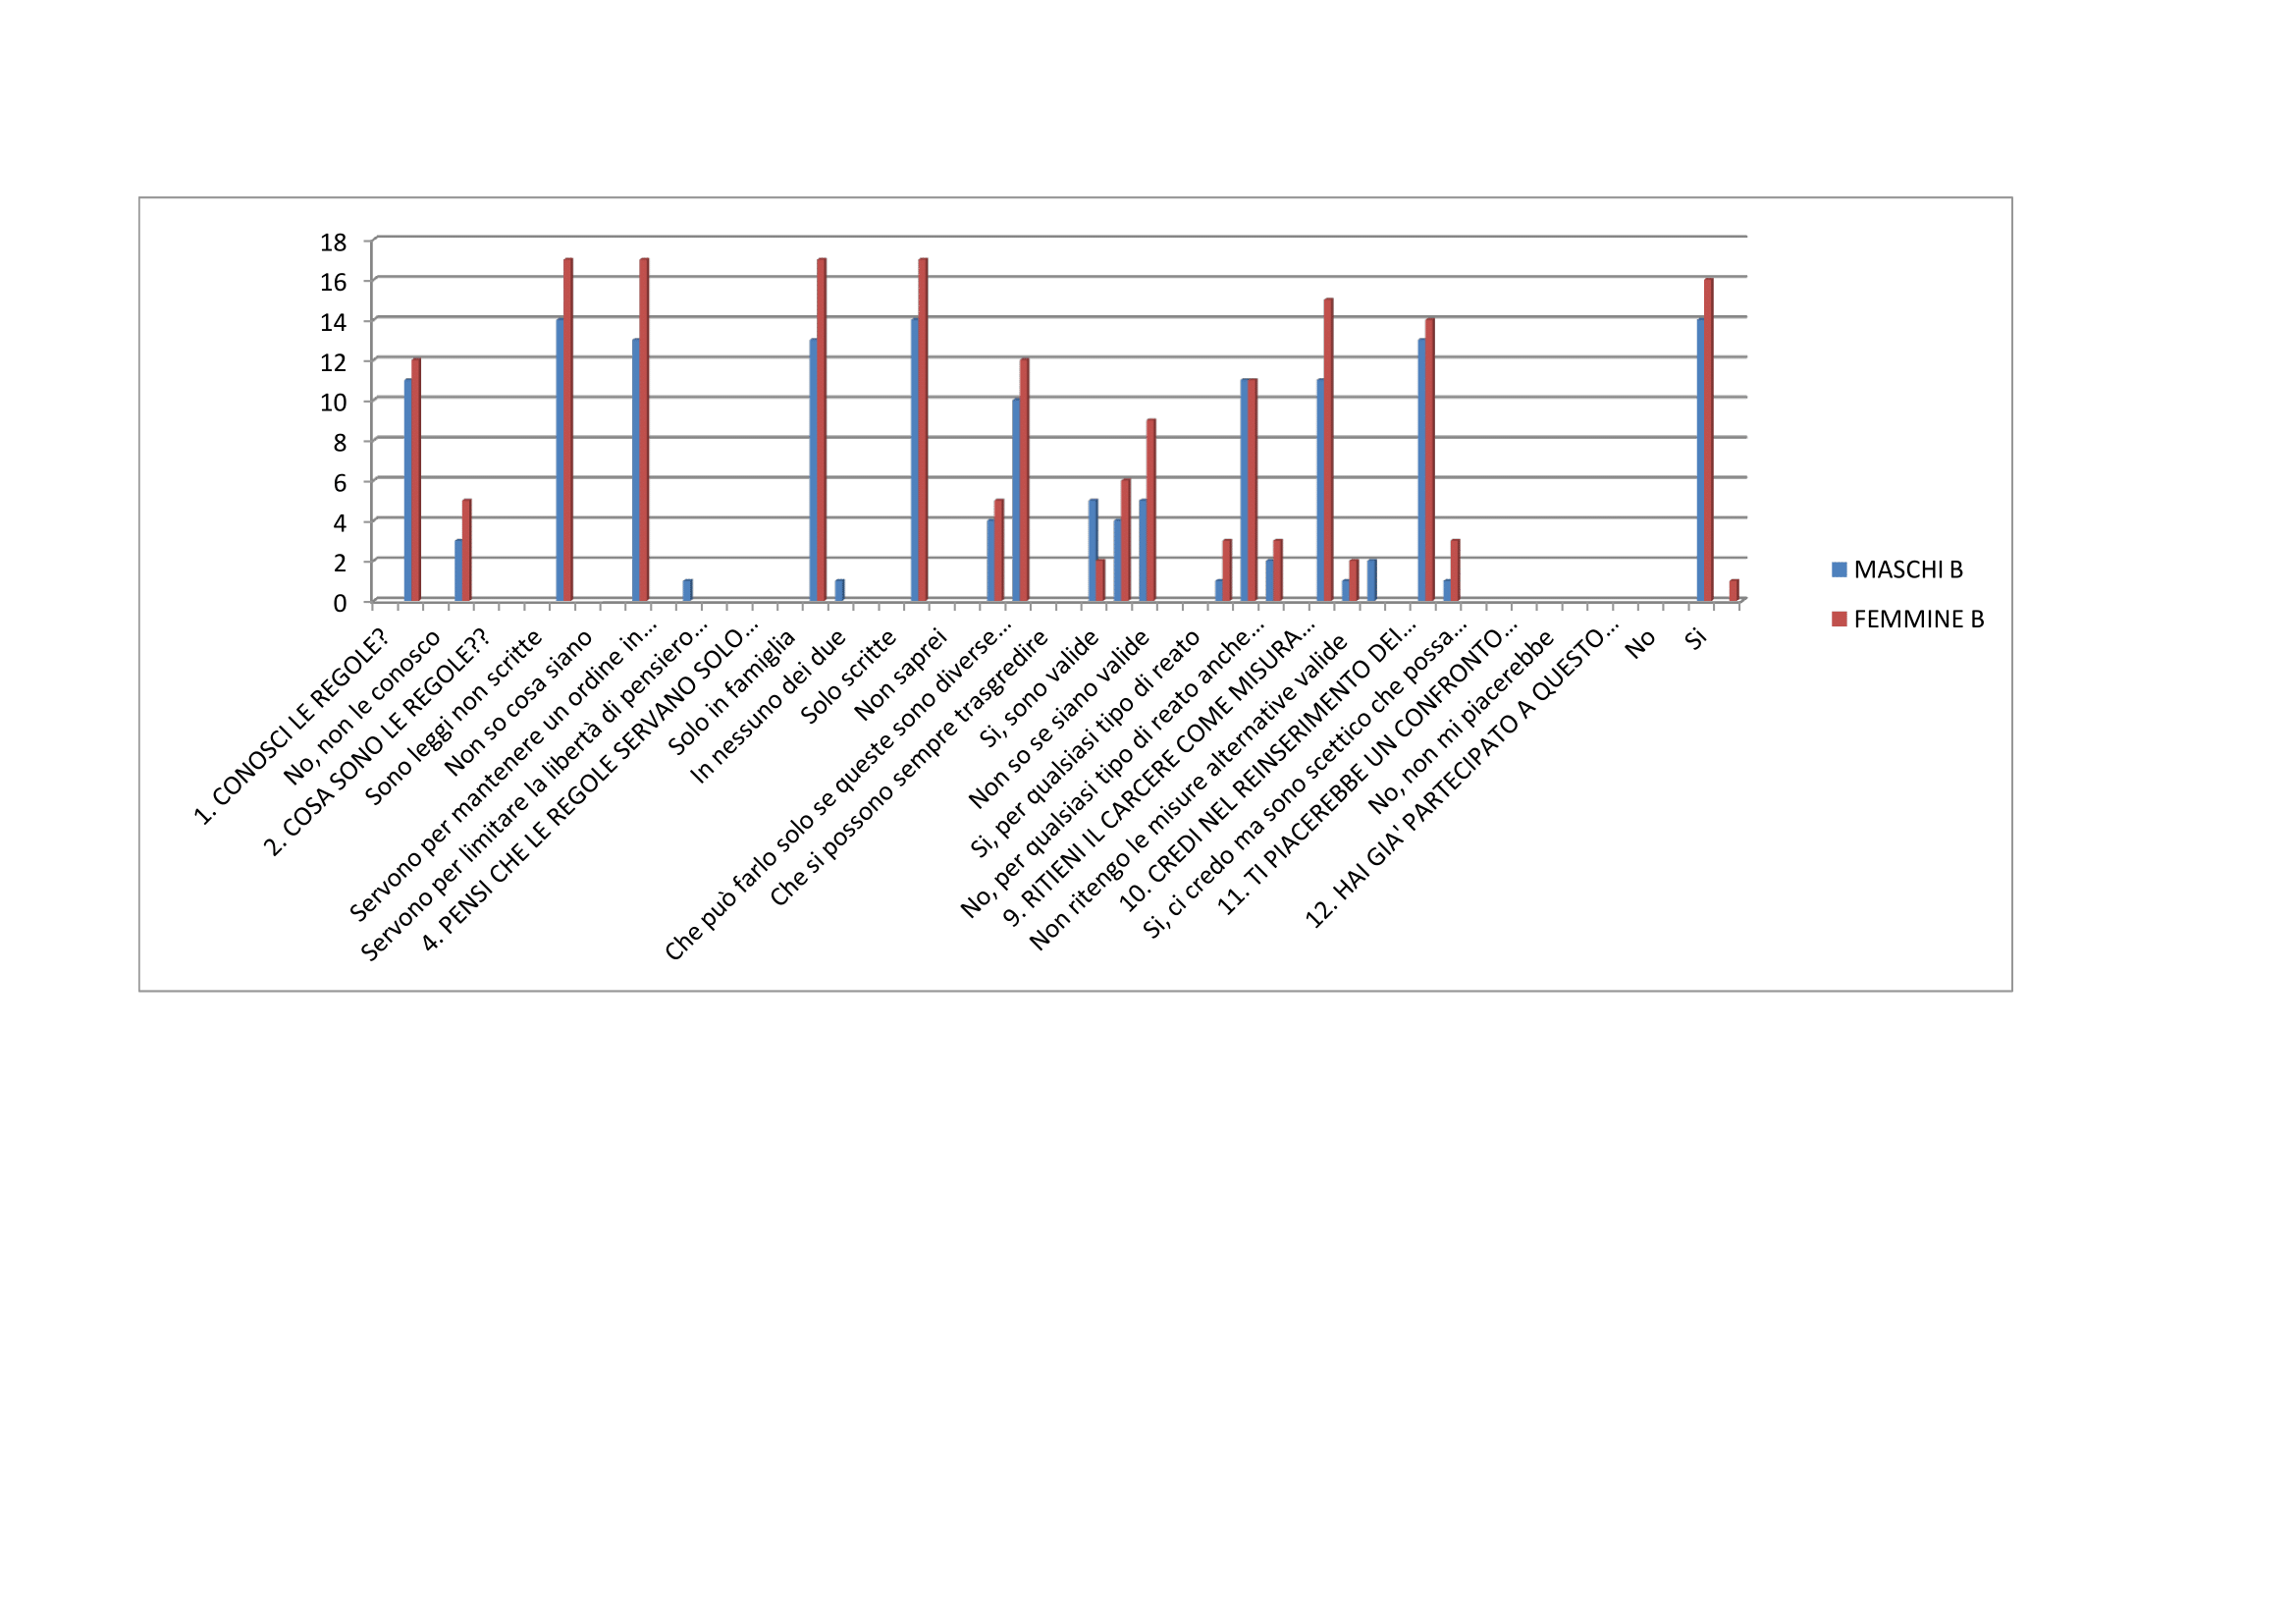 18
16
14
12
10
8
6
4
2
0
1. CONOSCI LE REGOLE?
No, non le conosco
2. COSA SONO LE REGOLE??
Sono leggi non scritte
Non so cosa siano
Servono per mantenere un ordine in...
Servono per limitare la libertà di pensiero...
4. PENSI CHE LE REGOLE SERVANO SOLO...
Solo in famiglia
In nessuno dei due
Solo scritte
Non saprei
Che può farlo solo se queste sono diverse...
Che si possono sempre trasgredire
Si, sono valide
Non so se siano valide
Si, per qualsiasi tipo di reato
No, per qualsiasi tipo di reato anche...
9. RITIENI IL CARCERE COME MISURA...
Non ritengo le misure alternative valide
10. CREDI NEL REINSERIMENTO DEI...
Si, ci credo ma sono scettico che possa...
11. TI PIACEREBBE UN CONFRONTO...
No, non mi piacerebbe
12. HAI GIA' PARTECIPATO A QUESTO...
No
Si
MASCHI B
FEMMINE B